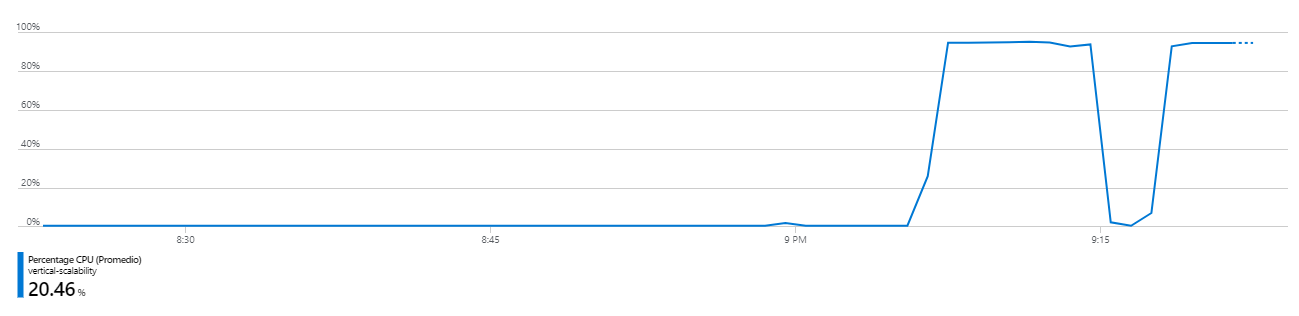 100%
80%
60%
40%
20%
0%
8:30 8:45 9 PM 9:15
Percentage CPU (Promedio)
vertical-scalability
20.46 %